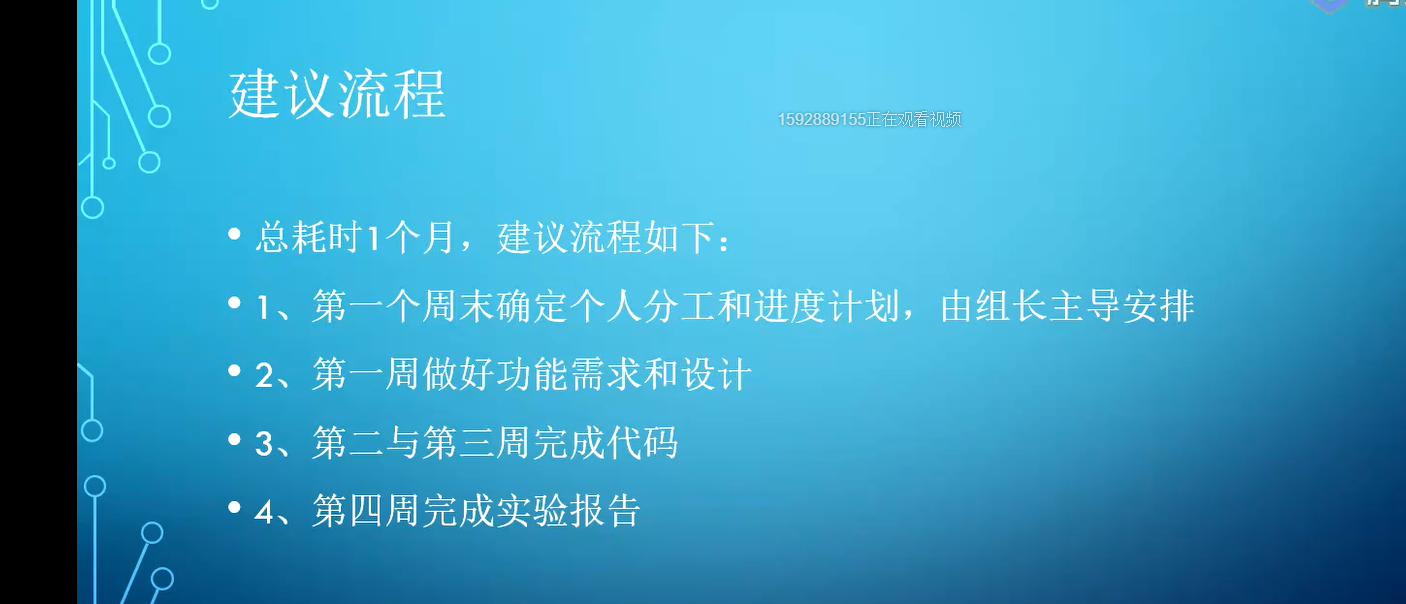 建议流程
1592889155正在观看视频
• 总耗时1个月，建议流程如下：
• 1、第一个周末确定个人分工和进度计划，由组长主导安排
• 2、第一周做好功能需求和设计
• 3、第二与第三周完成代码
• 4、第四周完成实验报告